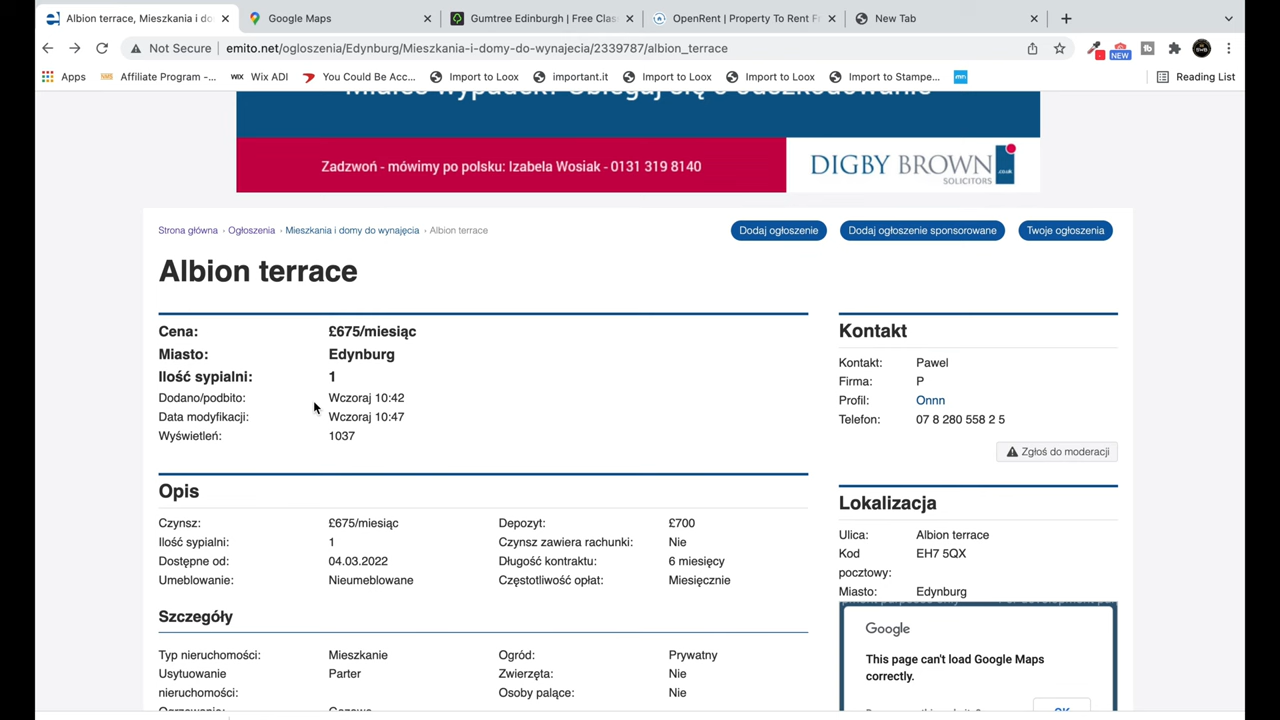 Albion terrace, Mieszkania i do
Google Maps
Gumtree Edinburgh | Free Clas
OpenRent | Property To Rent F
New Tab
Not Secure
emito.net/ogloszenia/Edynburg/Mieszkania-i-domy-do-wynajecia/2339787/albion_terrace
NEW
Apps
Affiliate Program -...
WIX Wix ADI
You Could Be Acc...
Import to Loox
important.it
Import to Loox
Import to Loox
Import to Stampe...
Reading List
Zadzwoń - mówimy po polsku: Izabela Wosiak - 0131 319 8140
DIGBY BROWN
SOLICITORS
.co.uk
Strona główna › Ogłoszenia › Mieszkania i domy do wynajęcia › Albion terrace
Dodaj ogłoszenie
Dodaj ogłoszenie sponsorowane
Twoje ogłoszenia
Albion terrace
Cena: £675/miesiąc
Miasto: Edynburg
Ilość sypialni: 1
Dodano/podbito: Wczoraj 10:42
Data modyfikacji: Wczoraj 10:47
Wyświetleń: 1037
Kontakt
Kontakt: Pawel
Firma: P
Profil: Onnn
Telefon: 07 8 280 558 2 5
Zgłoś do moderacji
Opis
Czynsz: £675/miesiąc Depozyt: £700
Ilość sypialni: 1 Czynsz zawiera rachunki: Nie
Dostępne od: 04.03.2022 Długość kontraktu: 6 miesięcy
Umeblowanie: Nieumeblowane Częstotliwość opłat: Miesięcznie
Szczegóły
Typ nieruchomości: Mieszkanie Ogród: Prywatny
Usytuowanie Parter Zwierzęta: Nie
nieruchomości: Osoby palące: Nie
Lokalizacja
Ulica: Albion terrace
Kod EH7 5QX
pocztowy:
Miasto: Edynburg
Google
This page can't load Google Maps
correctly.